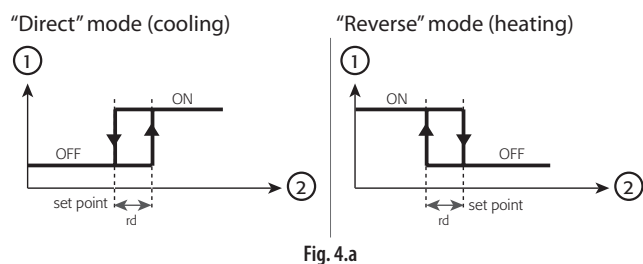 “Direct” mode (cooling)
1
ON
OFF
2
set point
rd
“Reverse” mode (heating)
1
ON
OFF
2
set point
rd
Fig. 4.a